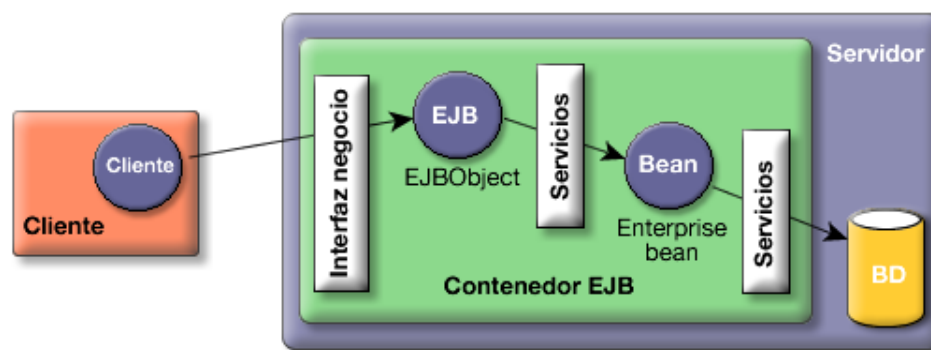 Servidor
Cliente
Cliente
Interfaz negocio
EJB
EJBObject
Servicios
Bean
Enterprise
bean
Servicios
Contenedor EJB
BD